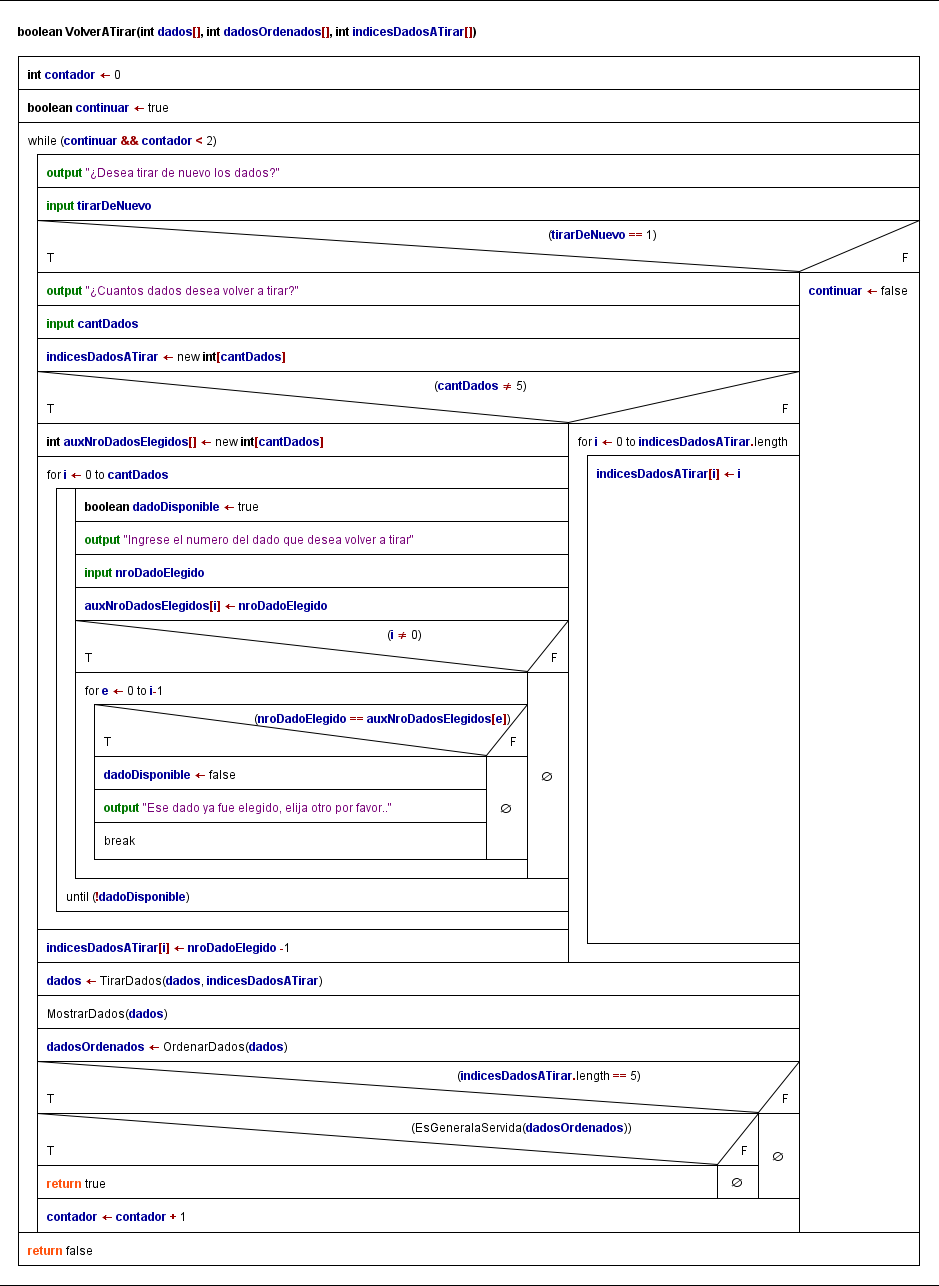 boolean VolverATirar(int dados[], int dadosOrdenados[], int indicesDadosATirar[])
int contador ← 0
boolean continuar ← true
while (continuar && contador < 2)
output "¿Desea tirar de nuevo los dados?"
input tirarDeNuevo
(tirarDeNuevo == 1)
T
F
output "¿Cuantos dados desea volver a tirar?"
continuar ← false
input cantDados
indicesDadosATirar ← new int[cantDados]
(cantDados ≠ 5)
T
F
int auxNroDadosElegidos[] ← new int[cantDados]
for i ← 0 to indicesDadosATirar.length
for i ← 0 to cantDados
indicesDadosATirar[i] ← i
boolean dadoDisponible ← true
output "Ingrese el numero del dado que desea volver a tirar"
input nroDadoElegido
auxNroDadosElegidos[i] ← nroDadoElegido
(i ≠ 0)
T
F
for e ← 0 to i-1
(nroDadoElegido == auxNroDadosElegidos[e])
T
F
dadoDisponible ← false
∅
output "Ese dado ya fue elegido, elija otro por favor.."
∅
break
until (!dadoDisponible)
indicesDadosATirar[i] ← nroDadoElegido -1
dados ← TirarDados(dados, indicesDadosATirar)
MostrarDados(dados)
dadosOrdenados ← OrdenarDados(dados)
(indicesDadosATirar.length == 5)
T
F
(EsGeneralaServida(dadosOrdenados))
T
F
∅
return true
∅
contador ← contador + 1
return false